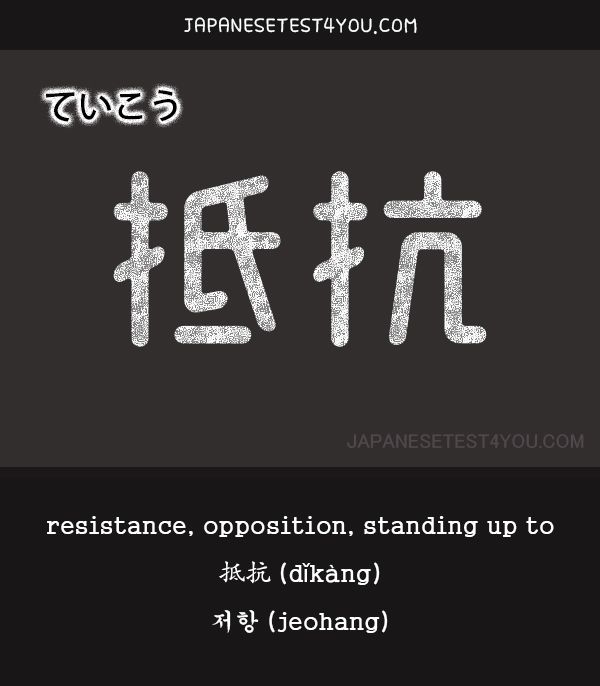 JAPANESETEST4YOU.COM
ていこう
抵抗
JAPANESETEST4YOU.COM
resistance, opposition, standing up to
抵抗 (dǐkàng)
저항 (jeohang)